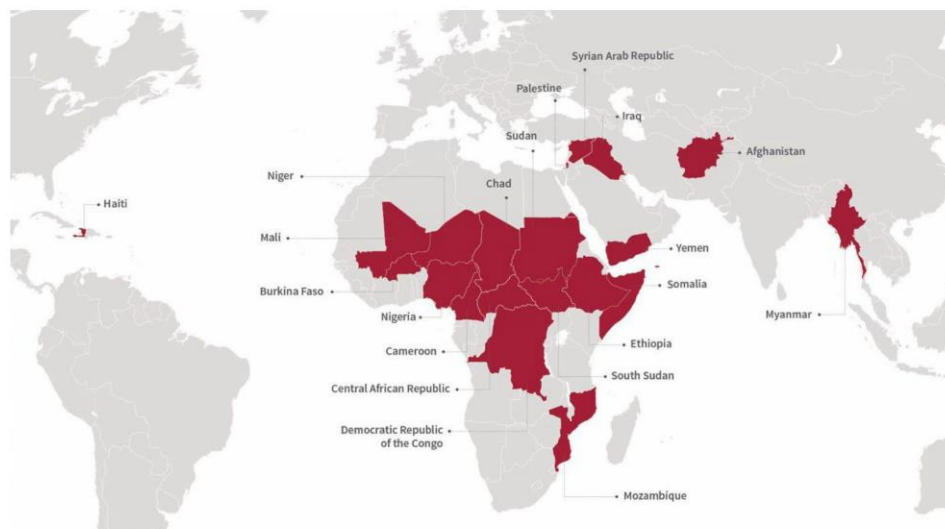 Syrian Arab Republic
Palestine
Iraq
Sudan
Afghanistan
Niger
Chad
Haiti
Mali
Yemen
Somalia
Burkina Faso
Nigeria
Myanmar
Cameroon
Ethiopia
South Sudan
Central African Republic
Democratic Republic
of the Congo
Mozambique